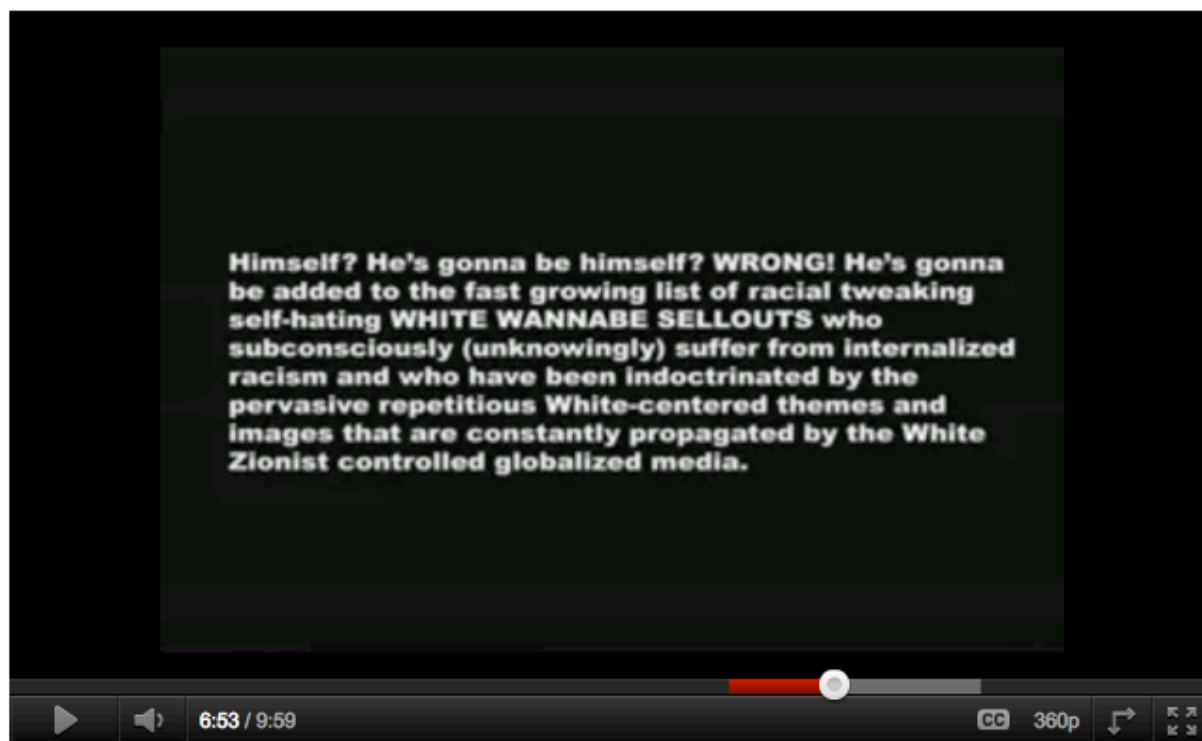 Himself? He's gonna be himself? WRONG! He's gonna
be added to the fast growing list of racial tweaking
self-hating WHITE WANNABE SELLOUTS who
subconsciously (unknowingly) suffer from internalized
racism and who have been indoctrinated by the
pervasive repetitious White-centered themes and
images that are constantly propagated by the White
Zionist controlled globalized media.
6:53 / 9:59 CC 360p